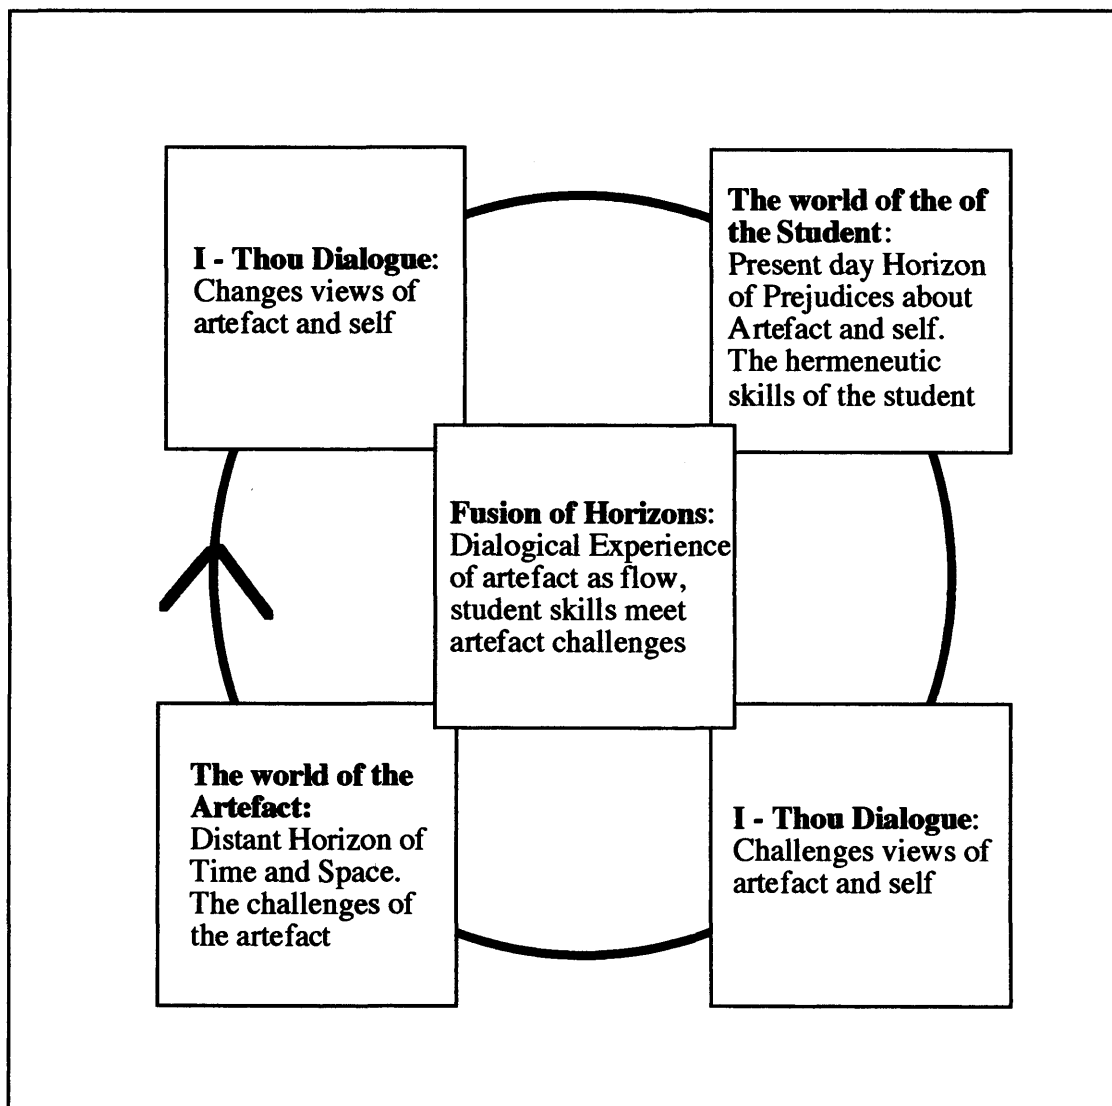 I - Thou Dialogue:
Changes views of
artefact and self
The world of the of
the Student:
Present day Horizon
of Prejudices about
Artefact and self.
The hermeneutic
skills of the student
Fusion of Horizons:
Dialogical Experience
of artefact as flow,
student skills meet
artefact challenges
The world of the
Artefact:
Distant Horizon of
Time and Space.
The challenges of
the artefact
I - Thou Dialogue:
Challenges views of
artefact and self